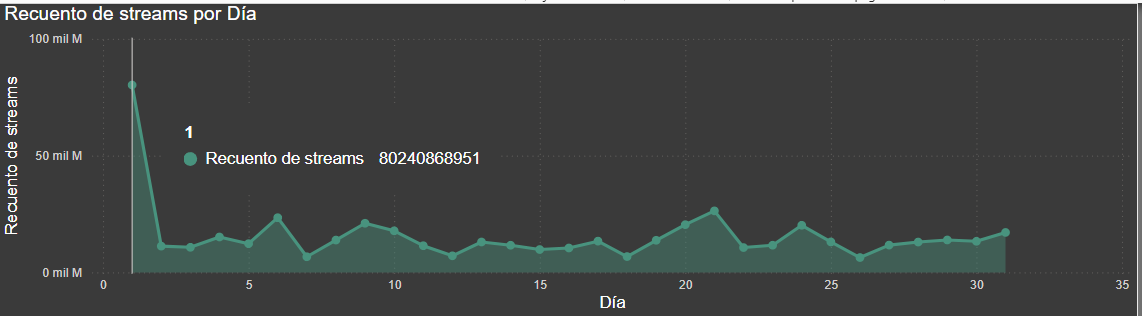 Recuento de streams por Día
100 mil M
50 mil M
0 mil M
Recuento de streams
1
Recuento de streams 80240868951
0 5 10 15 20 25 30 35
Día